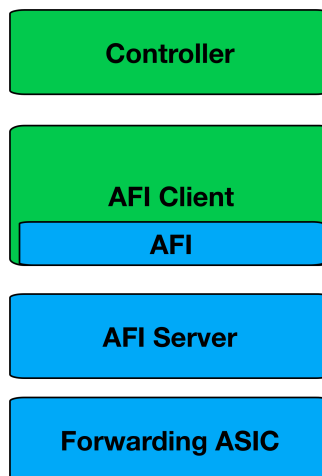 Controller
AFI Client
AFI
AFI Server
Forwarding ASIC